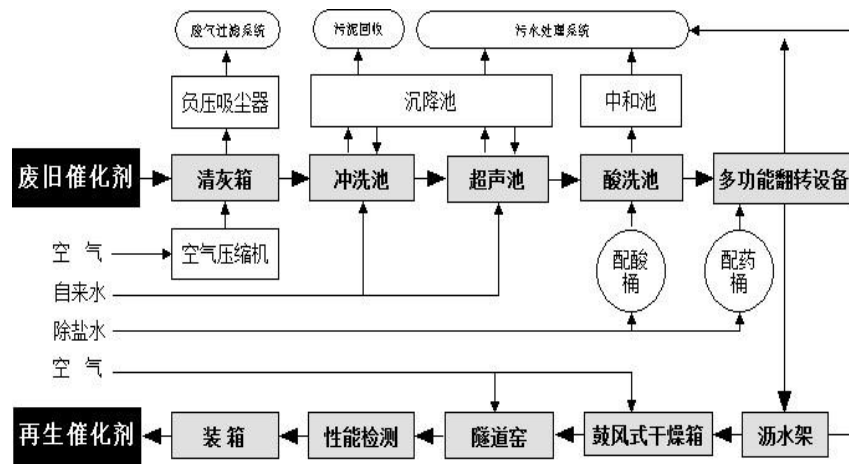 废气过滤系统
污泥回收
污水处理系统
负压吸尘器
沉降池
中和池
废旧催化剂
清灰箱
冲洗池
超声池
酸洗池
多功能翻转设备
空 气
空气压缩机
配酸
桶
配药
桶
自来水
除盐水
空 气
再生催化剂
装 箱
性能检测
隧道窑
鼓风式干燥箱
沥水架